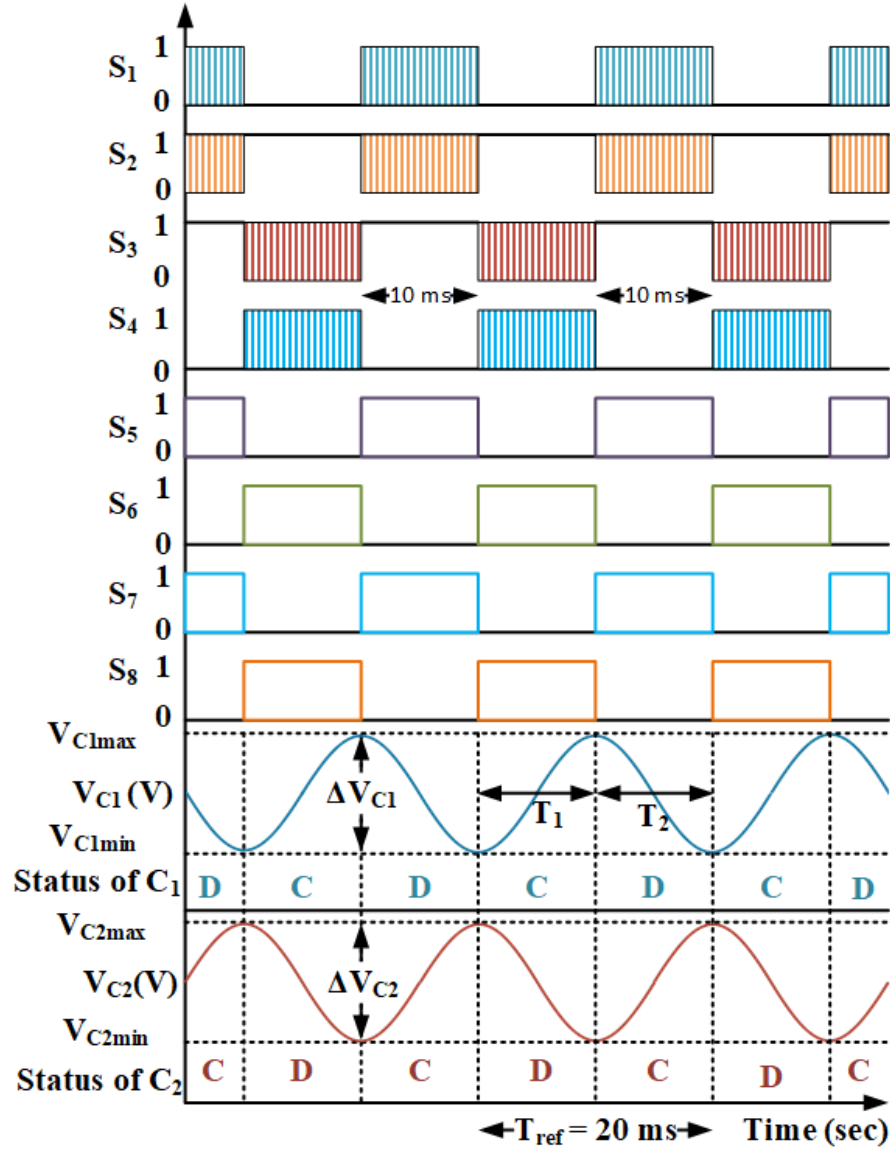 S1 1
0
S2 1
0
S3 1
0
10 ms 10 ms
S4 1
0
S5 1
0
S6 1
0
S7 1
0
S8 1
0
VC1max
VC1(V) ΔVC1 T1 T2
VC1min
Status of C1 D C D C D C D
VC2max
VC2(V) ΔVC2
VC2min
Status of C2 C D C D C D C
Tref = 20 ms Time (sec)